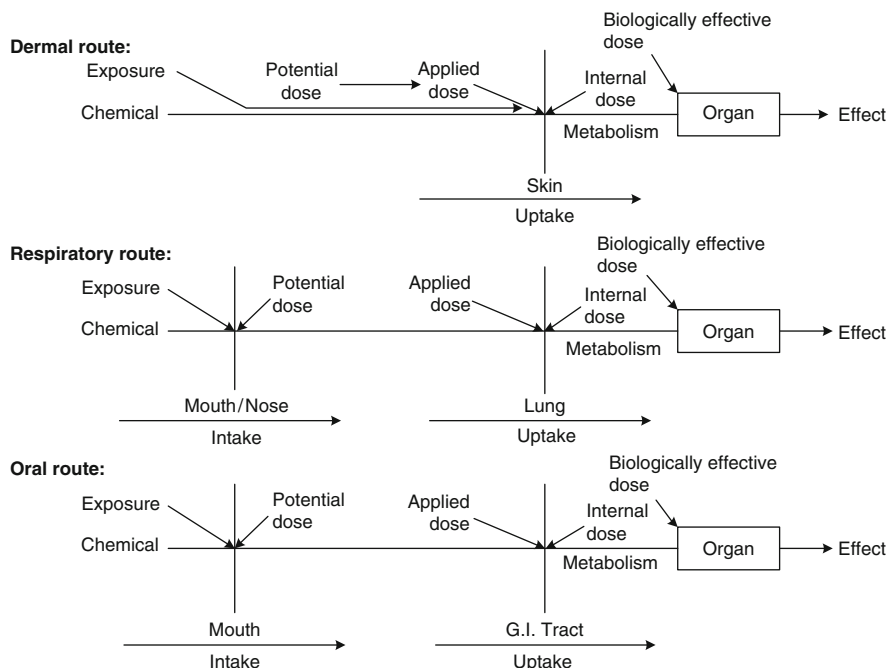 Dermal route:
Exposure
Potential
dose
Applied
dose
Biologically effective
dose
Internal
dose
Chemical
Metabolism
Organ
Effect
Skin
Uptake
Respiratory route:
Exposure
Potential
dose
Applied
dose
Biologically effective
dose
Internal
dose
Chemical
Metabolism
Organ
Effect
Mouth/Nose
Intake
Lung
Uptake
Oral route:
Exposure
Potential
dose
Applied
dose
Biologically effective
dose
Internal
dose
Chemical
Metabolism
Organ
Effect
Mouth
Intake
G.I. Tract
Uptake